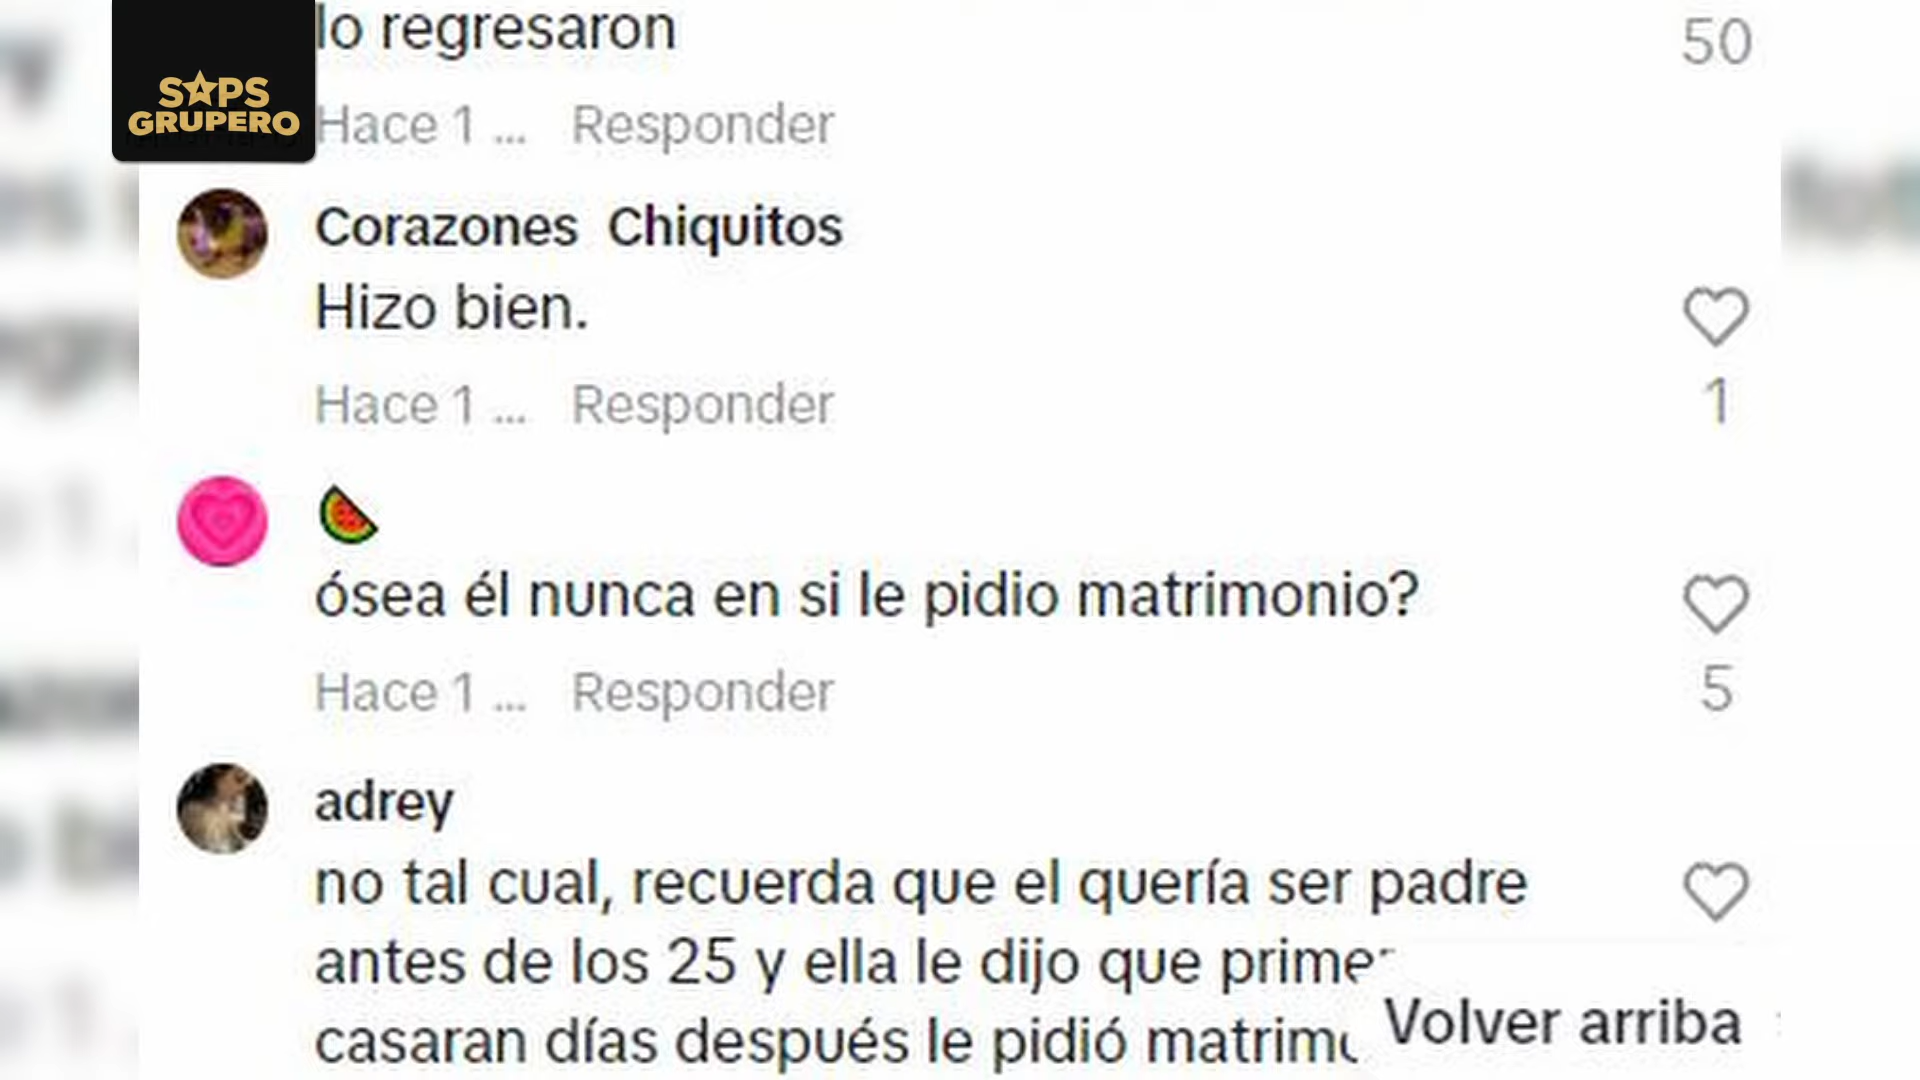 lo regresaron
50
SAPS
GRUPERO
Hace 1 ... Responder
Corazones Chiquitos
Hizo bien.
Hace 1 ... Responder
1
ósea él nunca en si le pidio matrimonio?
Hace 1 ... Responder
5
adrey
no tal cual, recuerda que el quería ser padre
antes de los 25 y ella le dijo que
casaran días después le pidió
Volver arriba